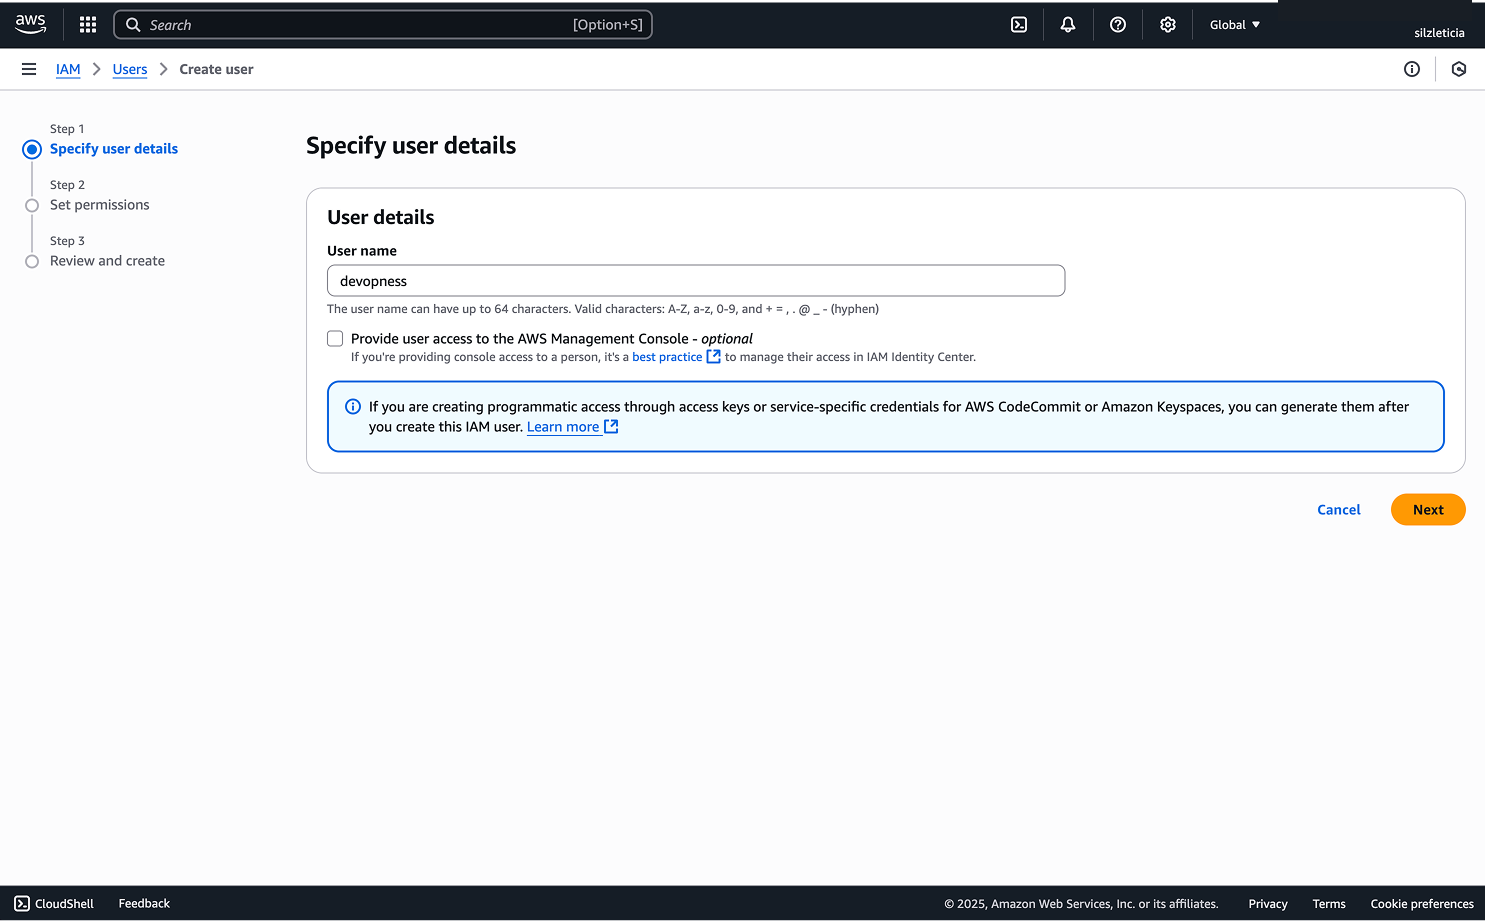 aws
Search [Option+S]
Global
silzleticia
IAM Users Create user
Step 1
Specify user details
Step 2
Set permissions
Step 3
Review and create
Specify user details
User details
User name
devopness
The user name can have up to 64 characters. Valid characters: A-Z, a-z, 0-9, and + = , . @ _ - (hyphen)
Provide user access to the AWS Management Console - optional
If you're providing console access to a person, it's a best practice to manage their access in IAM Identity Center.
If you are creating programmatic access through access keys or service-specific credentials for AWS CodeCommit or Amazon Keyspaces, you can generate them after
you create this IAM user. Learn more
Cancel Next
CloudShell Feedback © 2025, Amazon Web Services, Inc. or its affiliates. Privacy Terms Cookie preferences